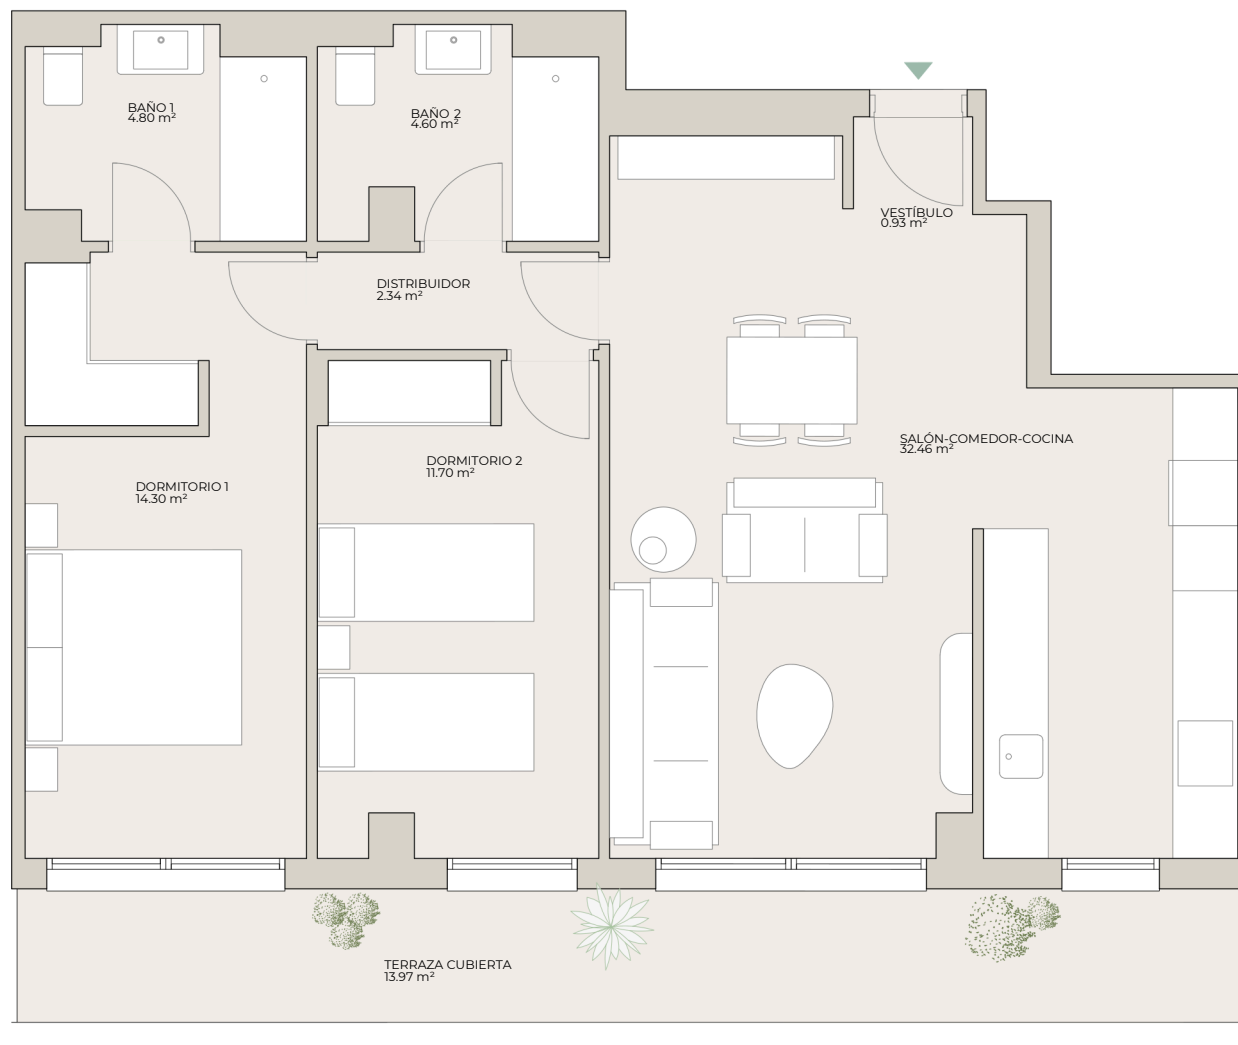 BAÑO 1
4.80 m²
BAÑO 2
4.60 m²
VESTÍBULO
0.93 m²
DISTRIBUIDOR
2.34 m²
SALÓN-COMEDOR-COCINA
32.46 m²
DORMITORIO 2
11.70 m²
DORMITORIO 1
14.30 m²
TERRAZA CUBIERTA
13.97 m²